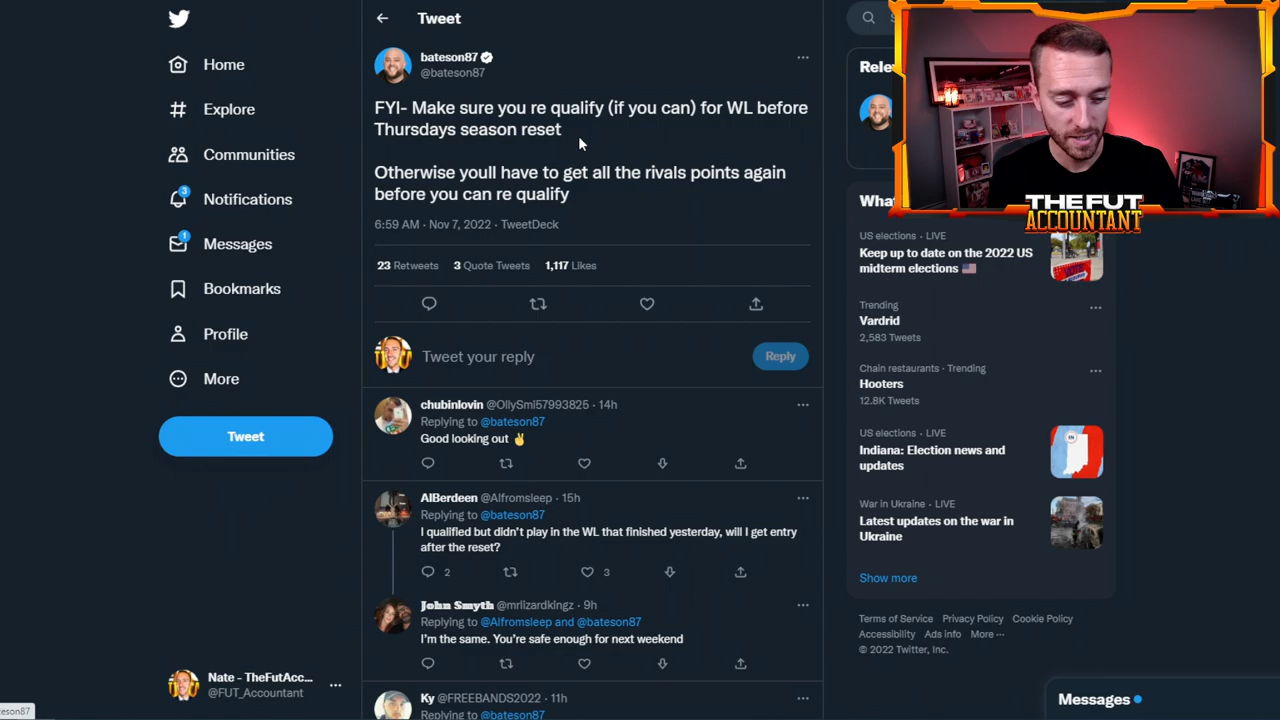 Tweet
Home
Explore
Communities
3
Notifications
1
Messages
Bookmarks
Profile
More
Tweet
Nate - TheFutAcc...
@FUT_Accountant
bateson87
@bateson87
FYI- Make sure you re qualify (if you can) for WL before
Thursdays season reset
Otherwise youll have to get all the rivals points again
before you can re qualify
6:59 AM · Nov 7, 2022 · TweetDeck
23 Retweets 3 Quote Tweets 1,117 Likes
Tweet your reply
Reply
chubinlovin @OllySmi57993825 · 14h
Replying to @bateson87
Good looking out ✌
AlBerdeen @Alfromsleep · 15h
Replying to @bateson87
I qualified but didn't play in the WL that finished yesterday, will I get entry
after the reset?
2 3
John Smyth @mrlizardkingz · 9h
Replying to @Alfromsleep and @bateson87
I'm the same. You're safe enough for next weekend
Ky @FREEBANDS2022 · 11h
Replying to @bateson87
THE FUT
ACCOUNTANT
US elections · LIVE
Keep up to date on the 2022 US
midterm elections 🇺🇸
Trending
Vardrid
2,583 Tweets
Chain restaurants · Trending
Hooters
12.8K Tweets
US elections · LIVE
Indiana: Election news and
updates
War in Ukraine · LIVE
Latest updates on the war in
Ukraine
Show more
Terms of Service Privacy Policy Cookie Policy
Accessibility Ads info More ···
© 2022 Twitter, Inc.
Messages